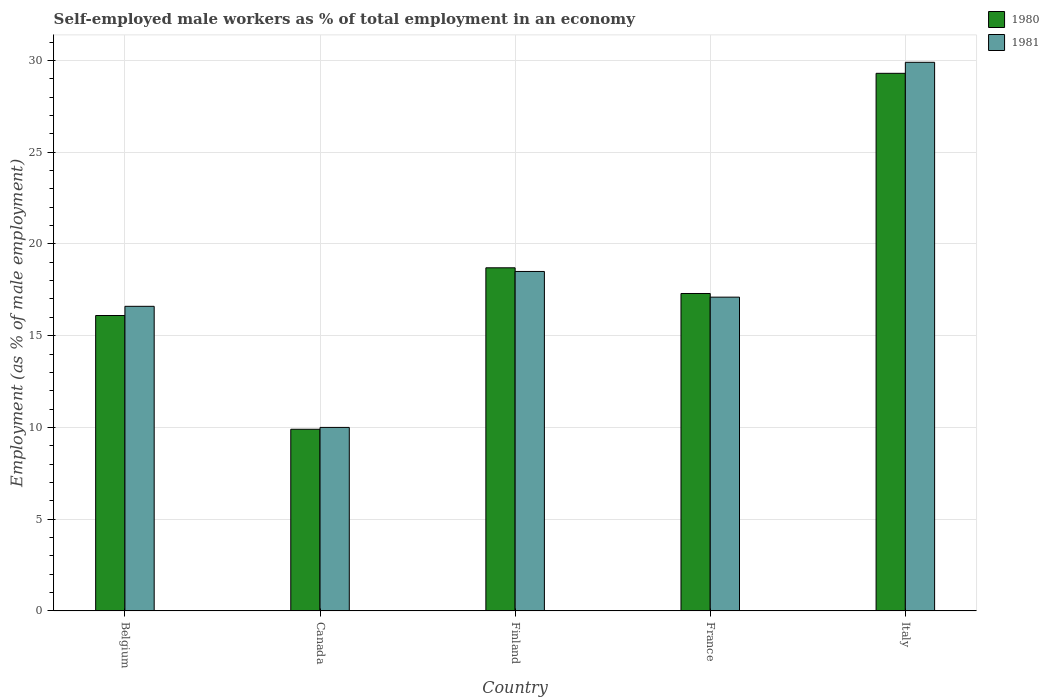 Self-employed male workers as % of total employment in an economy
1980
1981
Employment (as % of male employment)
30
25
20
15
10
5
0
Belgium
Canada
Finland
France
Italy
Country